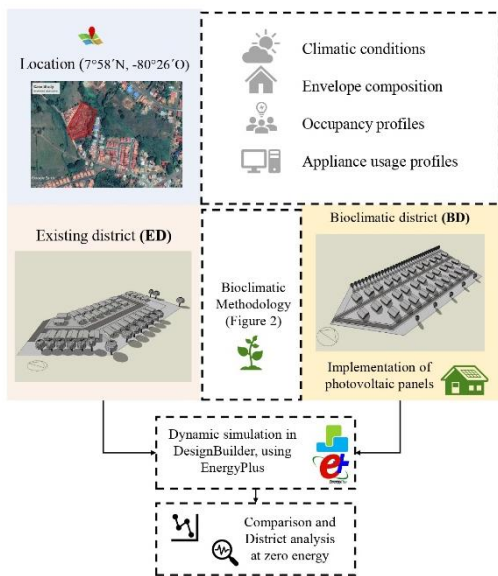 Location (7°58´N, -80°26´O)
Climatic conditions
Envelope composition
Occupancy profiles
Appliance usage profiles
Existing district (ED)
Bioclimatic
Methodology
(Figure 2)
Bioclimatic district (BD)
Implementation of
photovoltaic panels
Dynamic simulation in
DesignBuilder, using
EnergyPlus
e+
EnergyPlus
Comparison and
District analysis
at zero energy